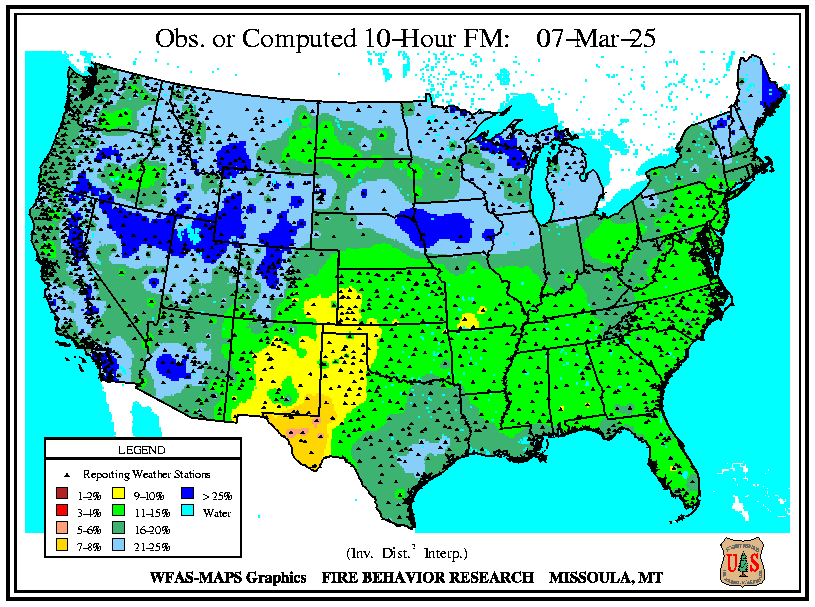 Obs. or Computed 10-Hour FM: 07-Mar-25
LEGEND
Reporting Weather Stations
1-2% 9-10% > 25%
3-4% 11-15% Water
5-6% 16-20%
7-8% 21-25%
(Inv. Dist.² Interp.)
WFAS-MAPS Graphics FIRE BEHAVIOR RESEARCH MISSOULA, MT
U S